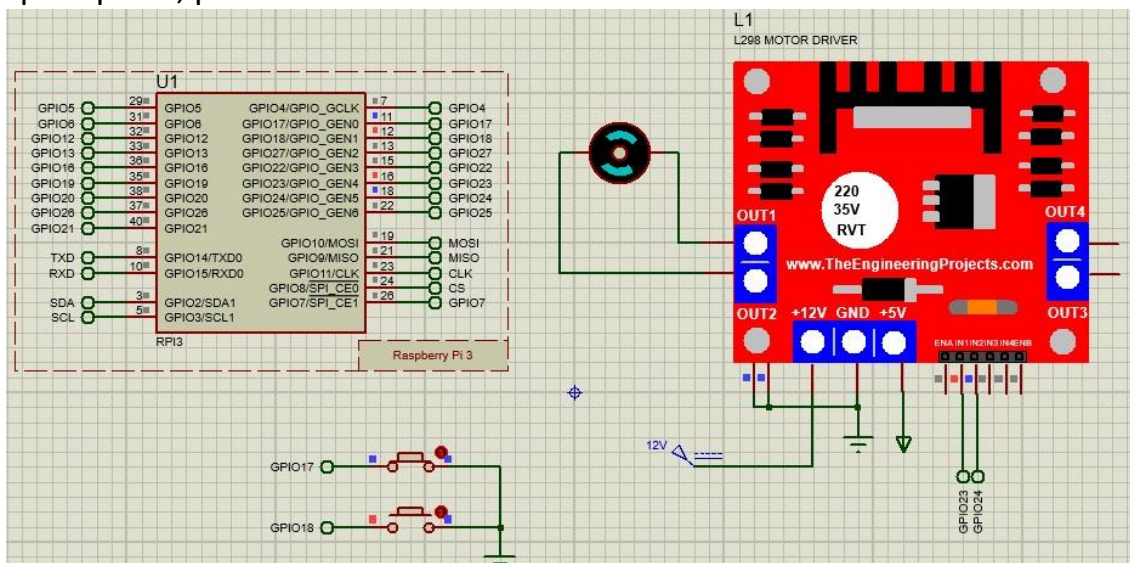 U1
29 GPIO5 GPIO4/GPIO_GCLK 7
31 GPIO6 GPIO17/GPIO_GEN0 11
32 GPIO12 GPIO18/GPIO_GEN1 12
33 GPIO13 GPIO27/GPIO_GEN2 13
36 GPIO16 GPIO22/GPIO_GEN3 15
35 GPIO19 GPIO23/GPIO_GEN4 16
38 GPIO20 GPIO24/GPIO_GEN5 18
37 GPIO26 GPIO25/GPIO_GEN6 22
40 GPIO21
GPIO10/MOSI 19
8 GPIO14/TXD0 GPIO9/MISO 21
10 GPIO15/RXD0 GPIO11/CLK 23
GPIO8/SPI_CE0 24
3 GPIO2/SDA1 GPIO7/SPI_CE1 26
5 GPIO3/SCL1
RPI3
Raspberry Pi 3
GPIO5
GPIO6
GPIO12
GPIO13
GPIO16
GPIO19
GPIO20
GPIO26
GPIO21
TXD
RXD
SDA
SCL
GPIO4
GPIO17
GPIO18
GPIO27
GPIO22
GPIO23
GPIO24
GPIO25
MOSI
MISO
CLK
CS
GPIO7
L1
L298 MOTOR DRIVER
220
35V
RVT
OUT1
OUT4
www.TheEngineeringProjects.com
OUT2 +12V GND +5V OUT3
ENA IN1 IN2 IN3 IN4 ENB
12V
GPIO23
GPIO24
GPIO17
GPIO18